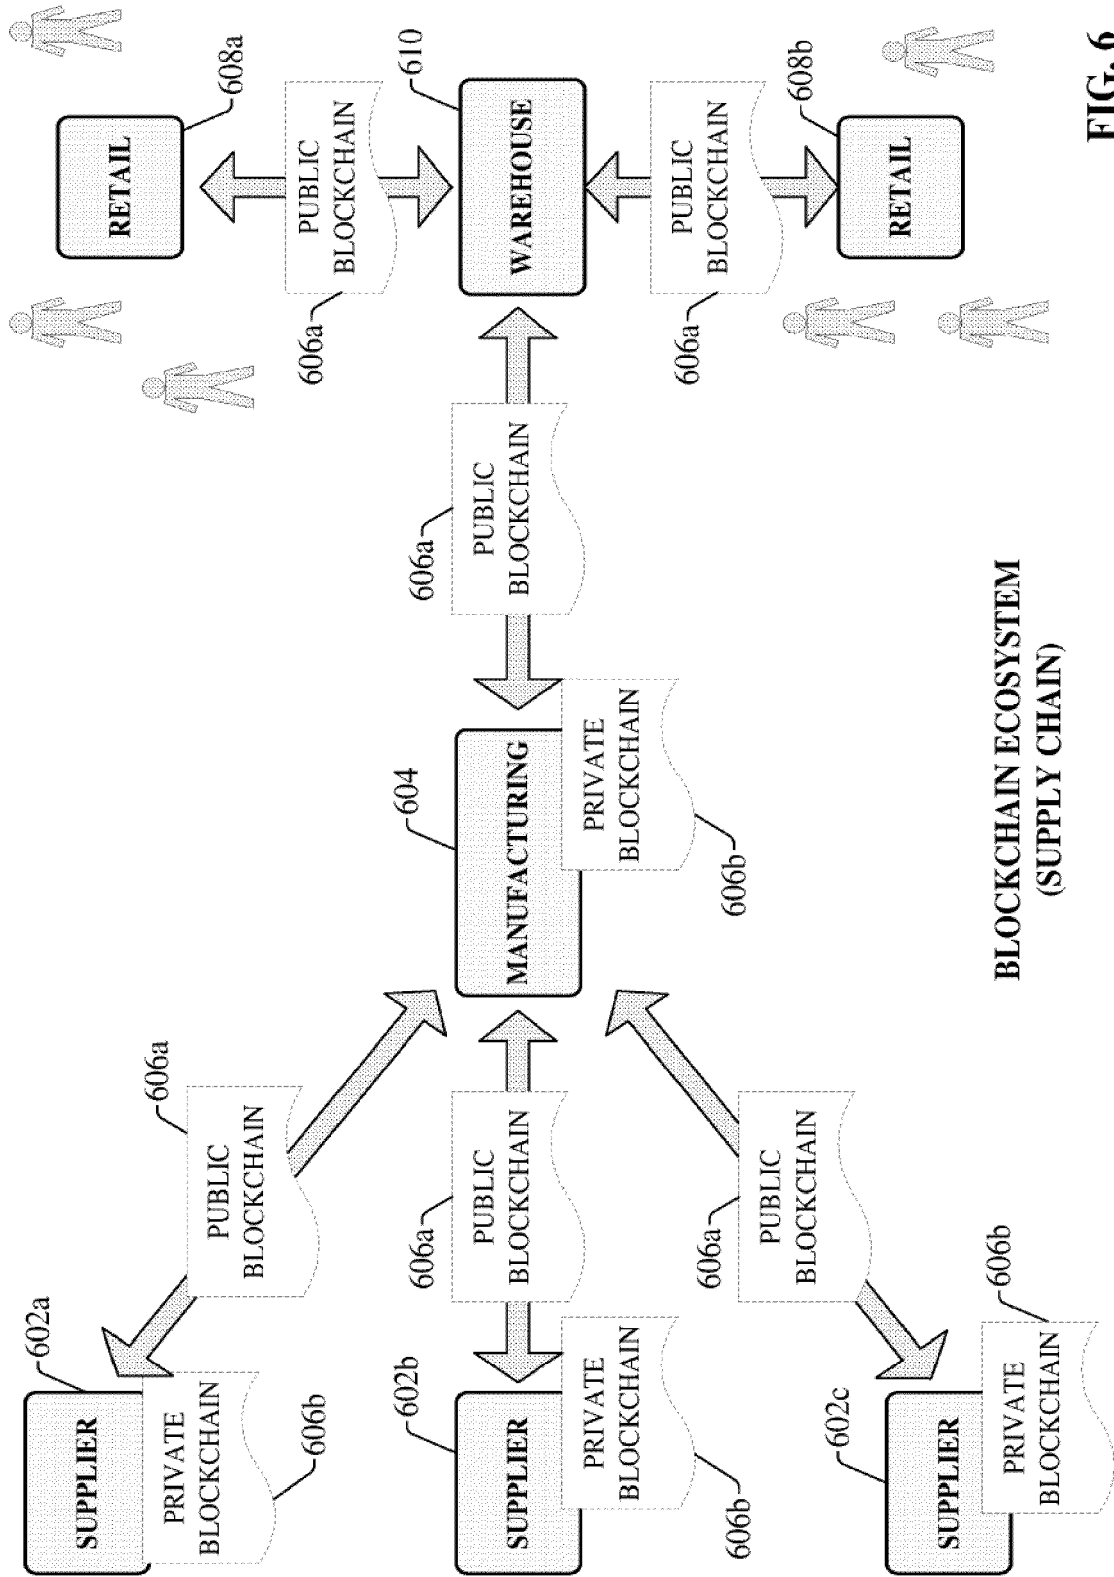 602a
SUPPLIER
PRIVATE
BLOCKCHAIN
606b
606a
PUBLIC
BLOCKCHAIN
RETAIL
608a
PUBLIC
BLOCKCHAIN
606a
602b
SUPPLIER
PRIVATE
BLOCKCHAIN
606b
606a
PUBLIC
BLOCKCHAIN
604
MANUFACTURING
PRIVATE
BLOCKCHAIN
606b
606a
PUBLIC
BLOCKCHAIN
610
WAREHOUSE
602c
SUPPLIER
PRIVATE
BLOCKCHAIN
606b
606a
PUBLIC
BLOCKCHAIN
606a
PUBLIC
BLOCKCHAIN
608b
RETAIL
BLOCKCHAIN ECOSYSTEM
(SUPPLY CHAIN)
FIG. 6